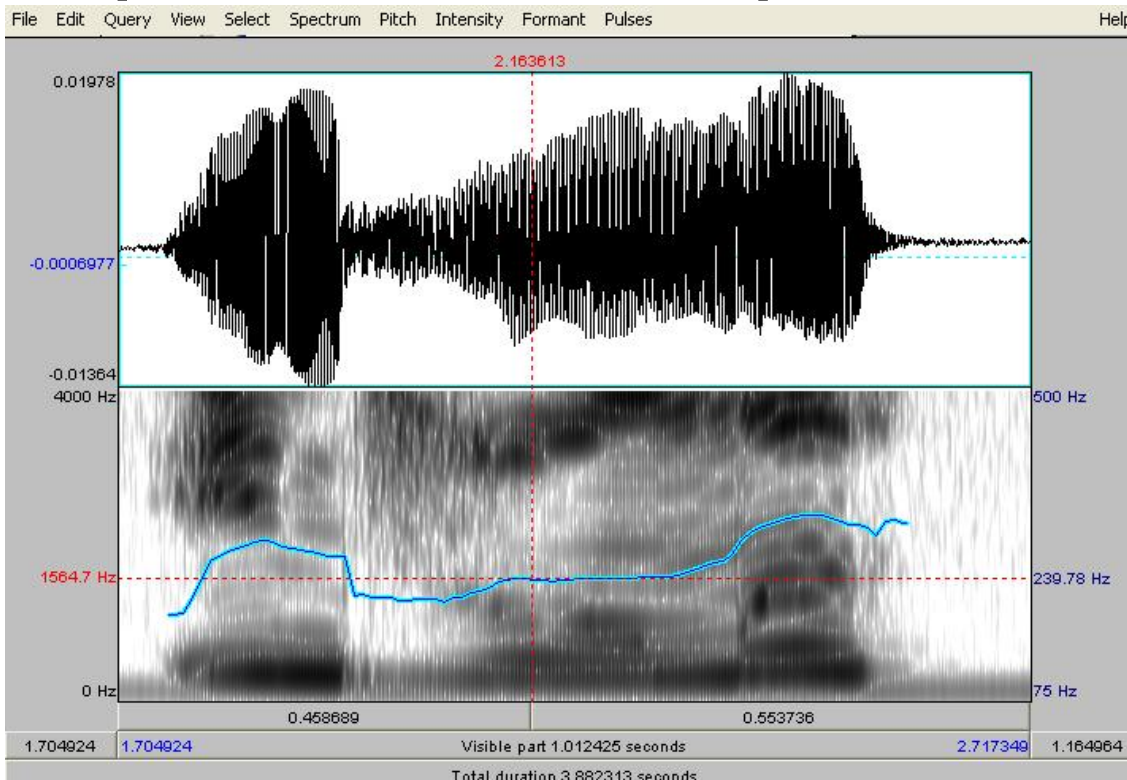 File Edit Query View Select Spectrum Pitch Intensity Formant Pulses Help
2.163613
0.01978
-0.0006977
-0.01364
4000 Hz 500 Hz
1564.7 Hz 239.78 Hz
0 Hz 75 Hz
0.458689 0.553736
1.704924 1.704924 Visible part 1.012425 seconds 2.717349 1.164964
Total duration 3.882313 seconds